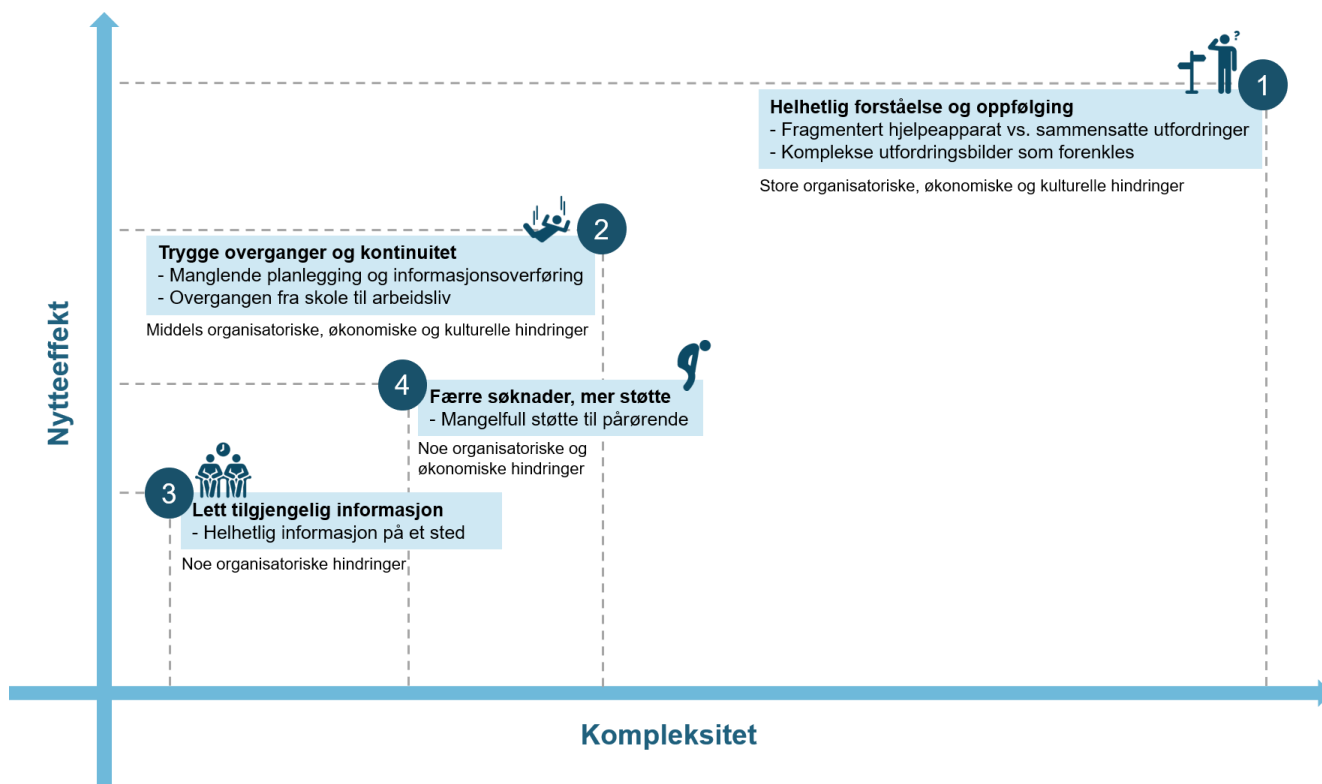 ?
1
Helhetlig forståelse og oppfølging
- Fragmentert hjelpeapparat vs. sammensatte utfordringer
- Komplekse utfordringsbilder som forenkles
Store organisatoriske, økonomiske og kulturelle hindringer
2
Trygge overganger og kontinuitet
- Manglende planlegging og informasjonsoverføring
- Overgangen fra skole til arbeidsliv
Middels organisatoriske, økonomiske og kulturelle hindringer
4
Færre søknader, mer støtte
- Mangelfull støtte til pårørende
Noe organisatoriske og
økonomiske hindringer
3
Lett tilgjengelig informasjon
- Helhetlig informasjon på et sted
Noe organisatoriske hindringer
Nytteeffekt
Kompleksitet